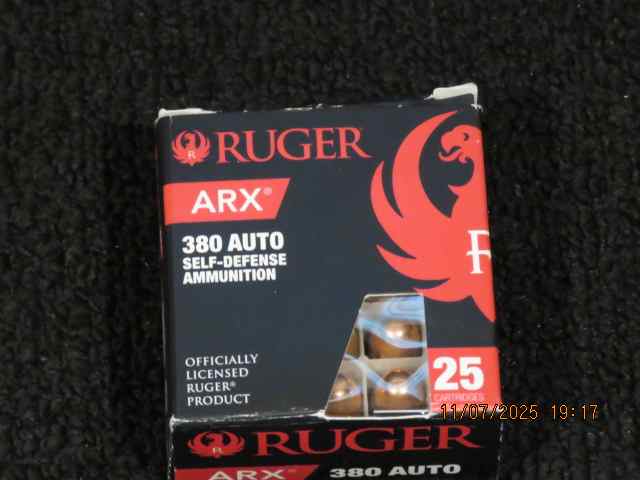 RUGER
R
ARX®
380 AUTO
SELF-DEFENSE
AMMUNITION
R
OFFICIALLY
LICENSED
RUGER®
PRODUCT
25
CARTRIDGES
11/07/2025 19:17
RUGER
ARX® 380 AUTO